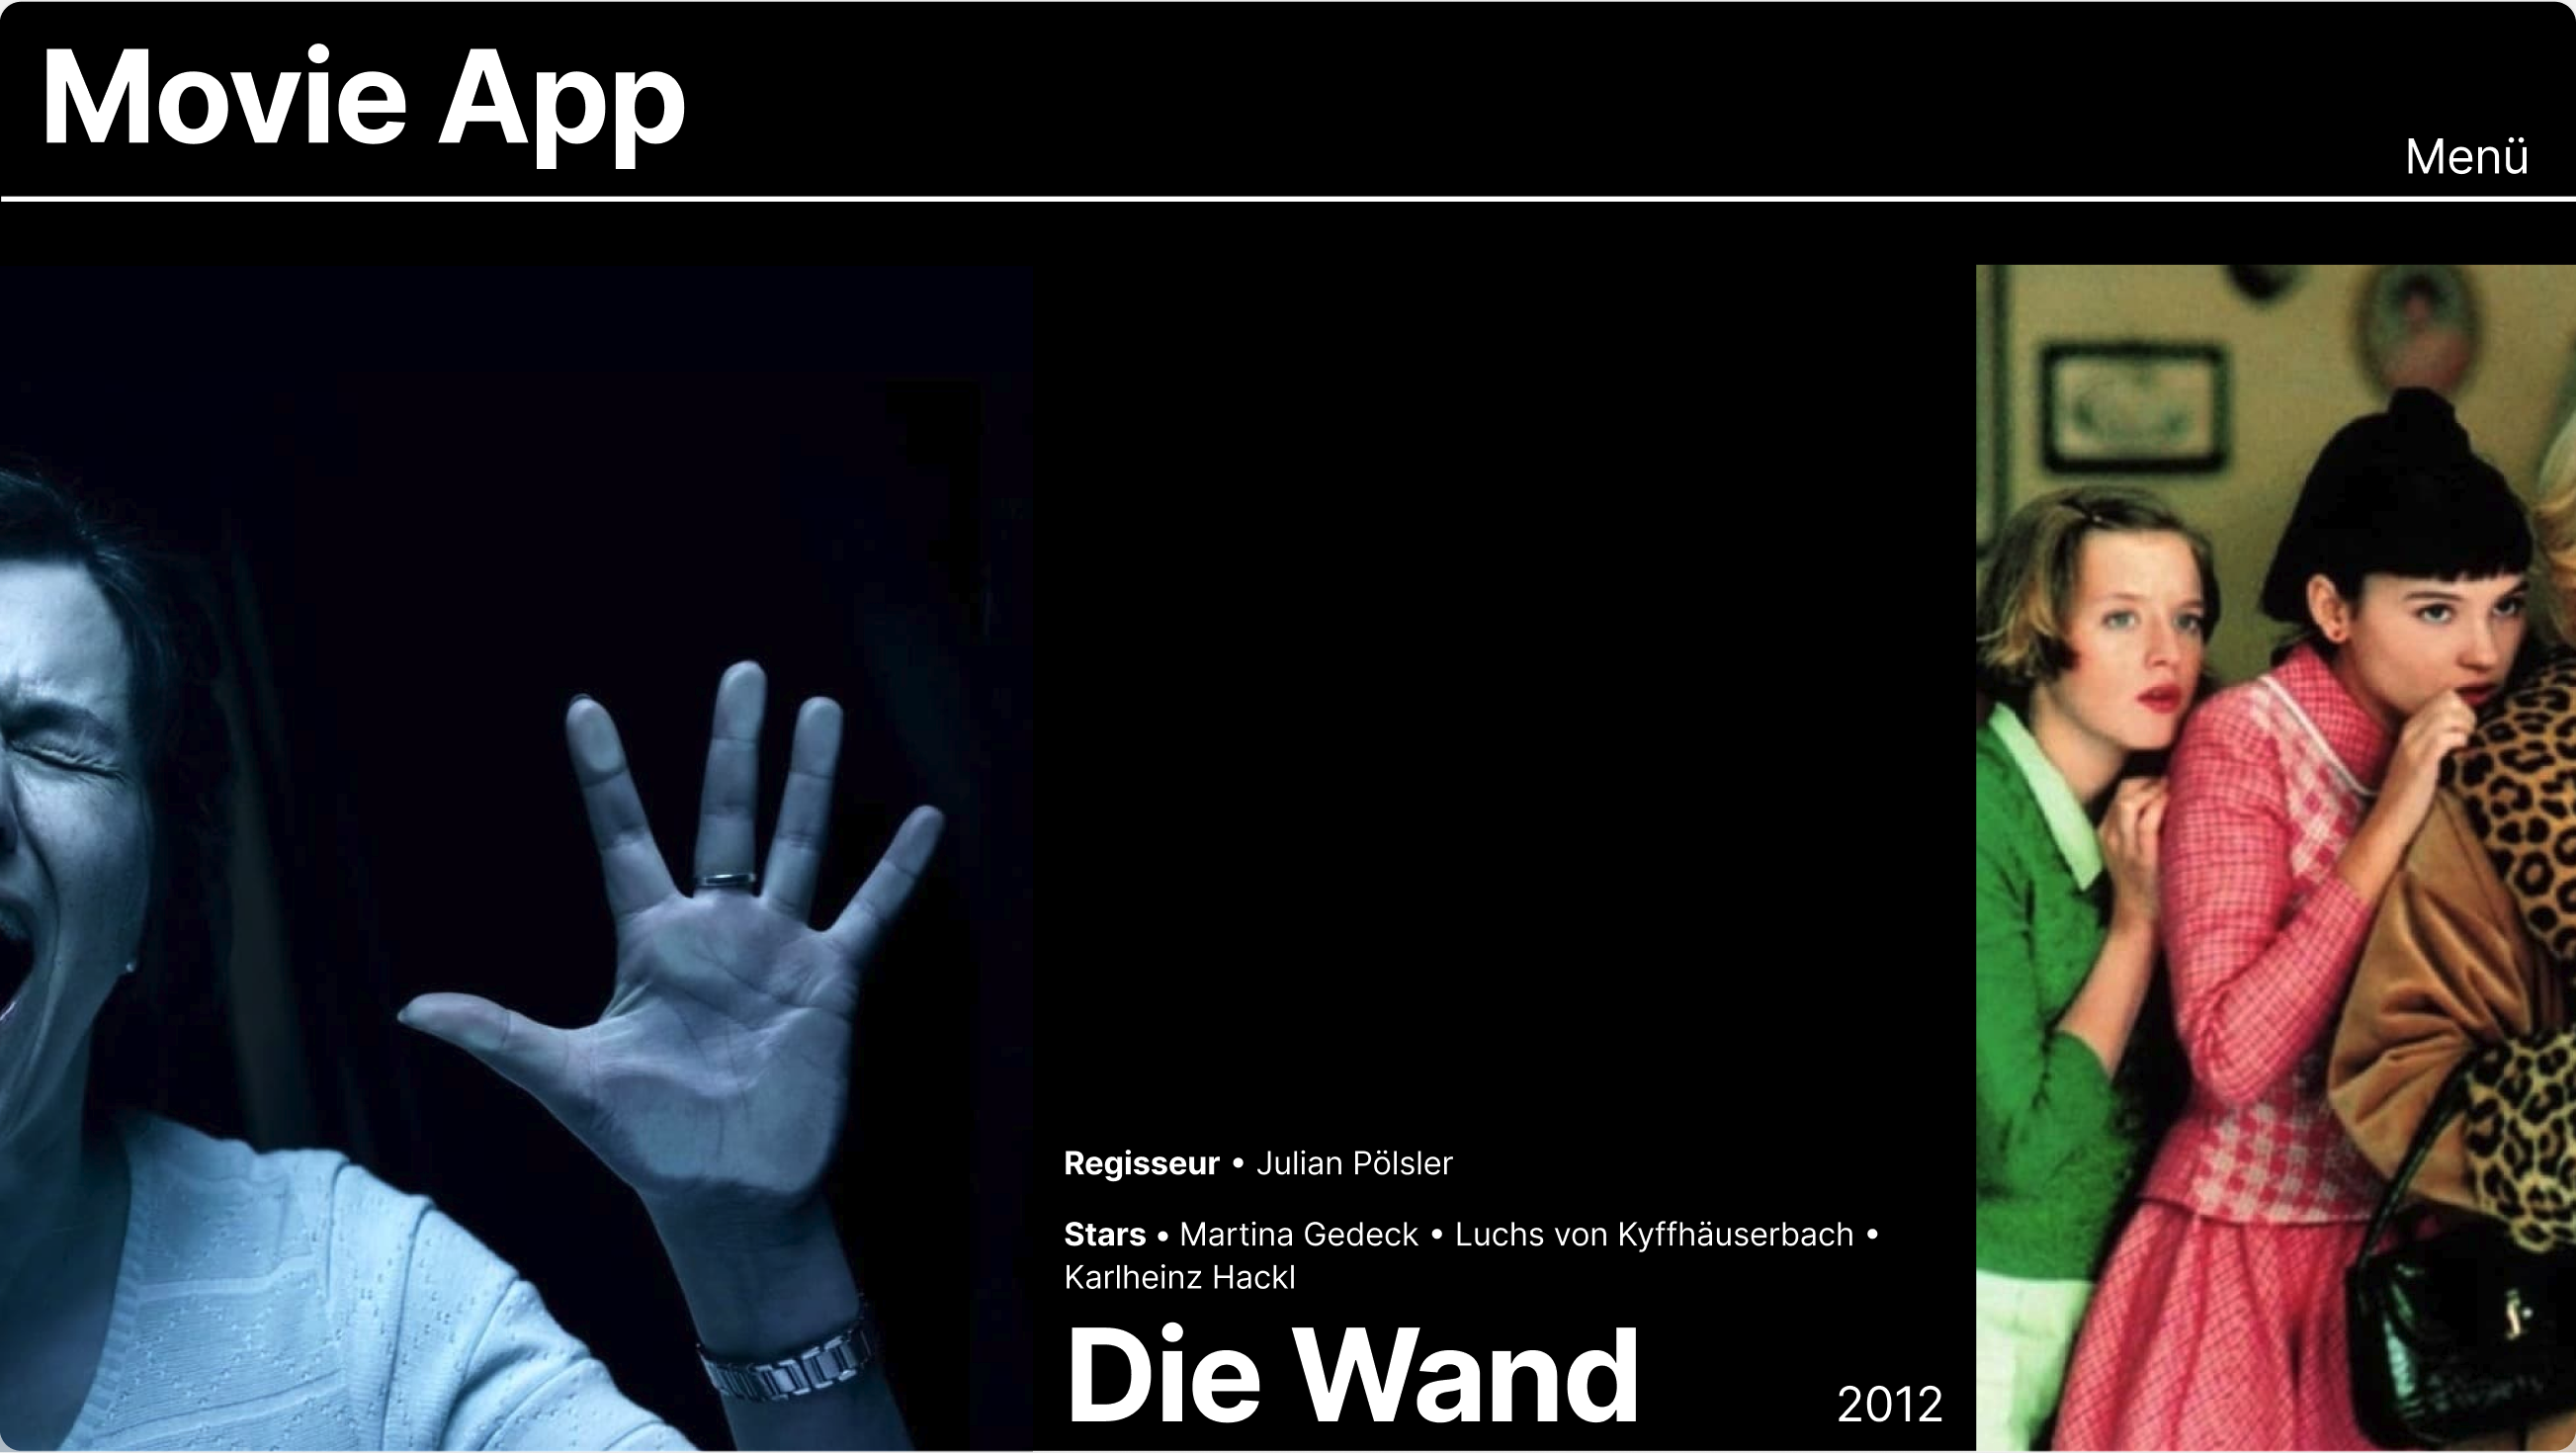 Movie App
Menü
Regisseur • Julian Pölsler
Stars • Martina Gedeck • Luchs von Kyffhäuserbach •
Karlheinz Hackl
Die Wand
2012